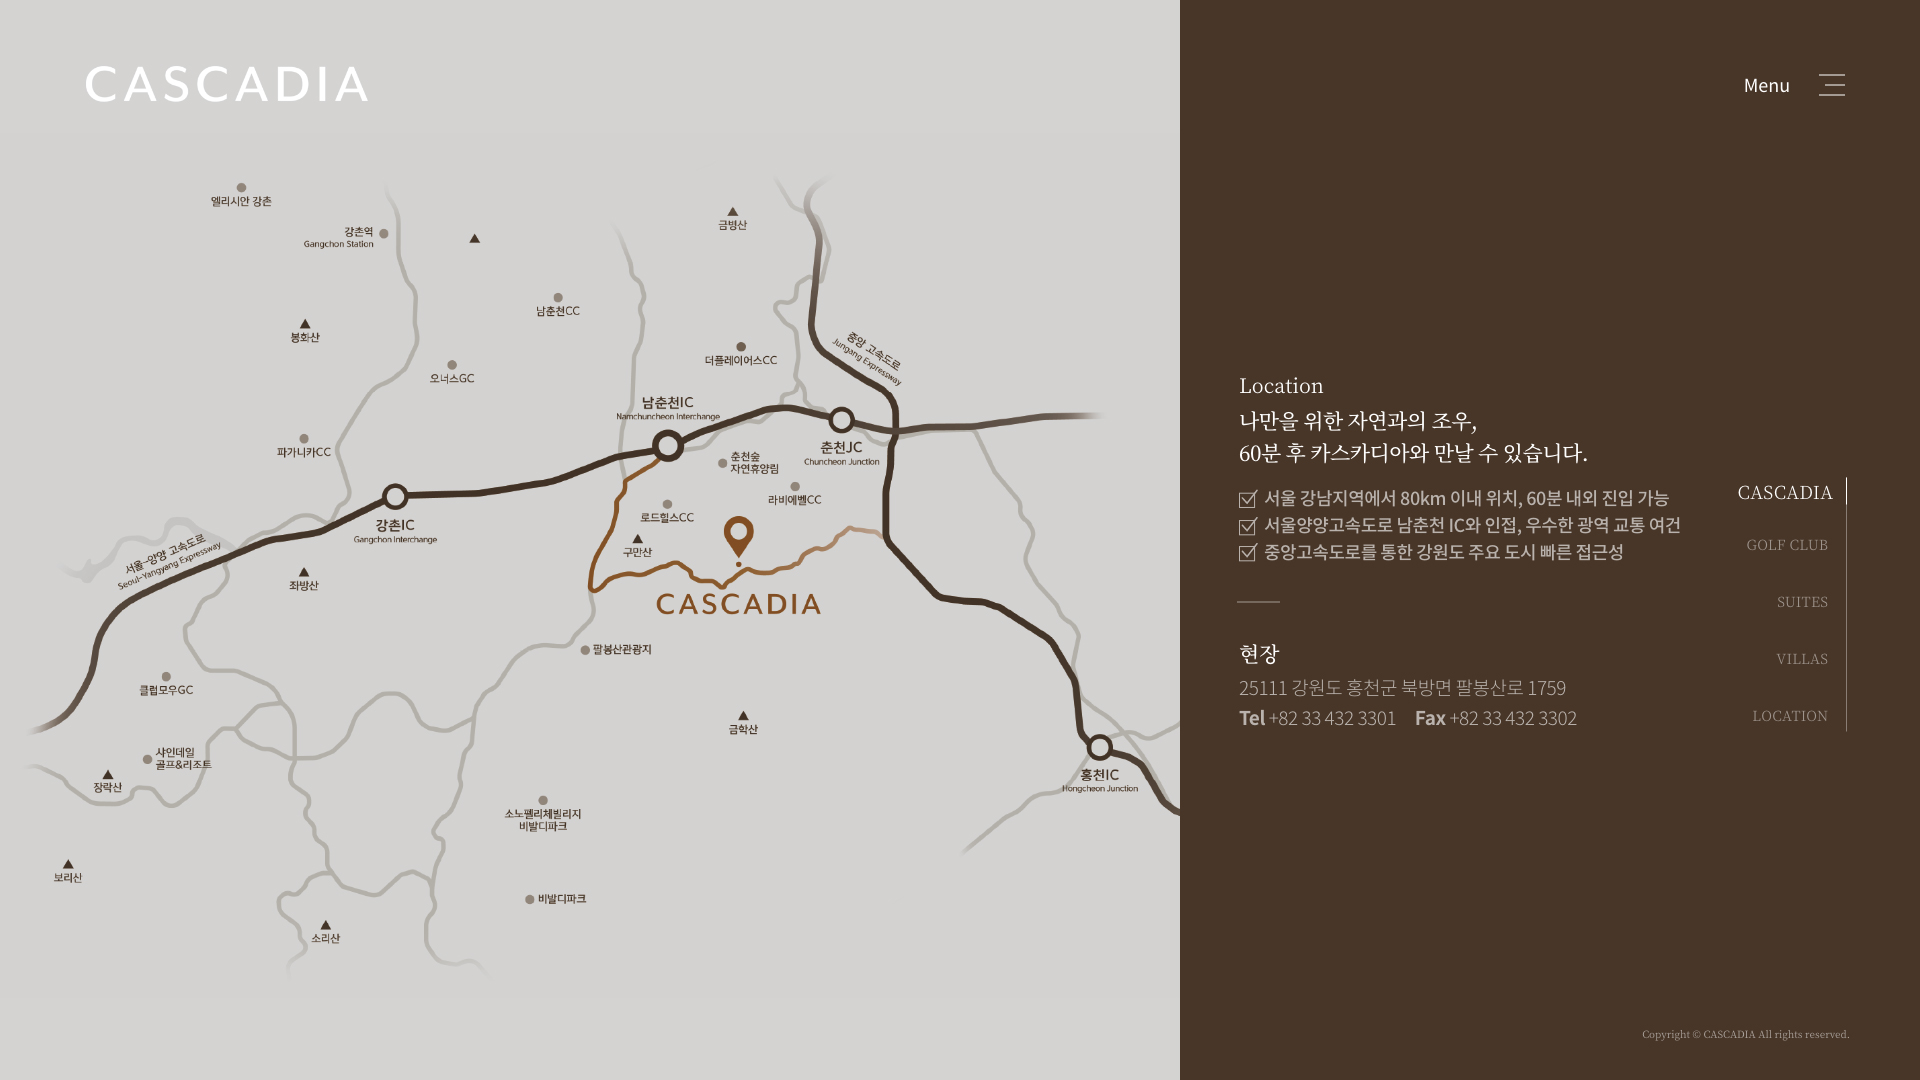 CASCADIA
Menu
엘리시안 강촌
강촌역
Gangchon Station
금병산
남춘천CC
봉화산
중앙 고속도로
Jungang Expressway
더플레이어스CC
오너스GC
남춘천IC
Namchuncheon Interchange
파가니카CC
춘천JC
Chuncheon Junction
춘천숲
자연휴양림
라비에벨CC
로드힐스CC
강촌IC
Gangchon Interchange
구만산
서울-양양 고속도로
Seoul-Yangyang Expressway
좌방산
CASCADIA
팔봉산관광지
클럽모우GC
금학산
샤인데일
골프&리조트
장락산
홍천IC
Hongcheon Junction
소노펠리체빌리지
비발디파크
보리산
비발디파크
소리산
Location
나만을 위한 자연과의 조우,
60분 후 카스카디아와 만날 수 있습니다.
서울 강남지역에서 80km 이내 위치, 60분 내외 진입 가능
서울양양고속도로 남춘천 IC와 인접, 우수한 광역 교통 여건
중앙고속도로를 통한 강원도 주요 도시 빠른 접근성
현장
25111 강원도 홍천군 북방면 팔봉산로 1759
Tel +82 33 432 3301 Fax +82 33 432 3302
CASCADIA
GOLF CLUB
SUITES
VILLAS
LOCATION
Copyright © CASCADIA All rights reserved.